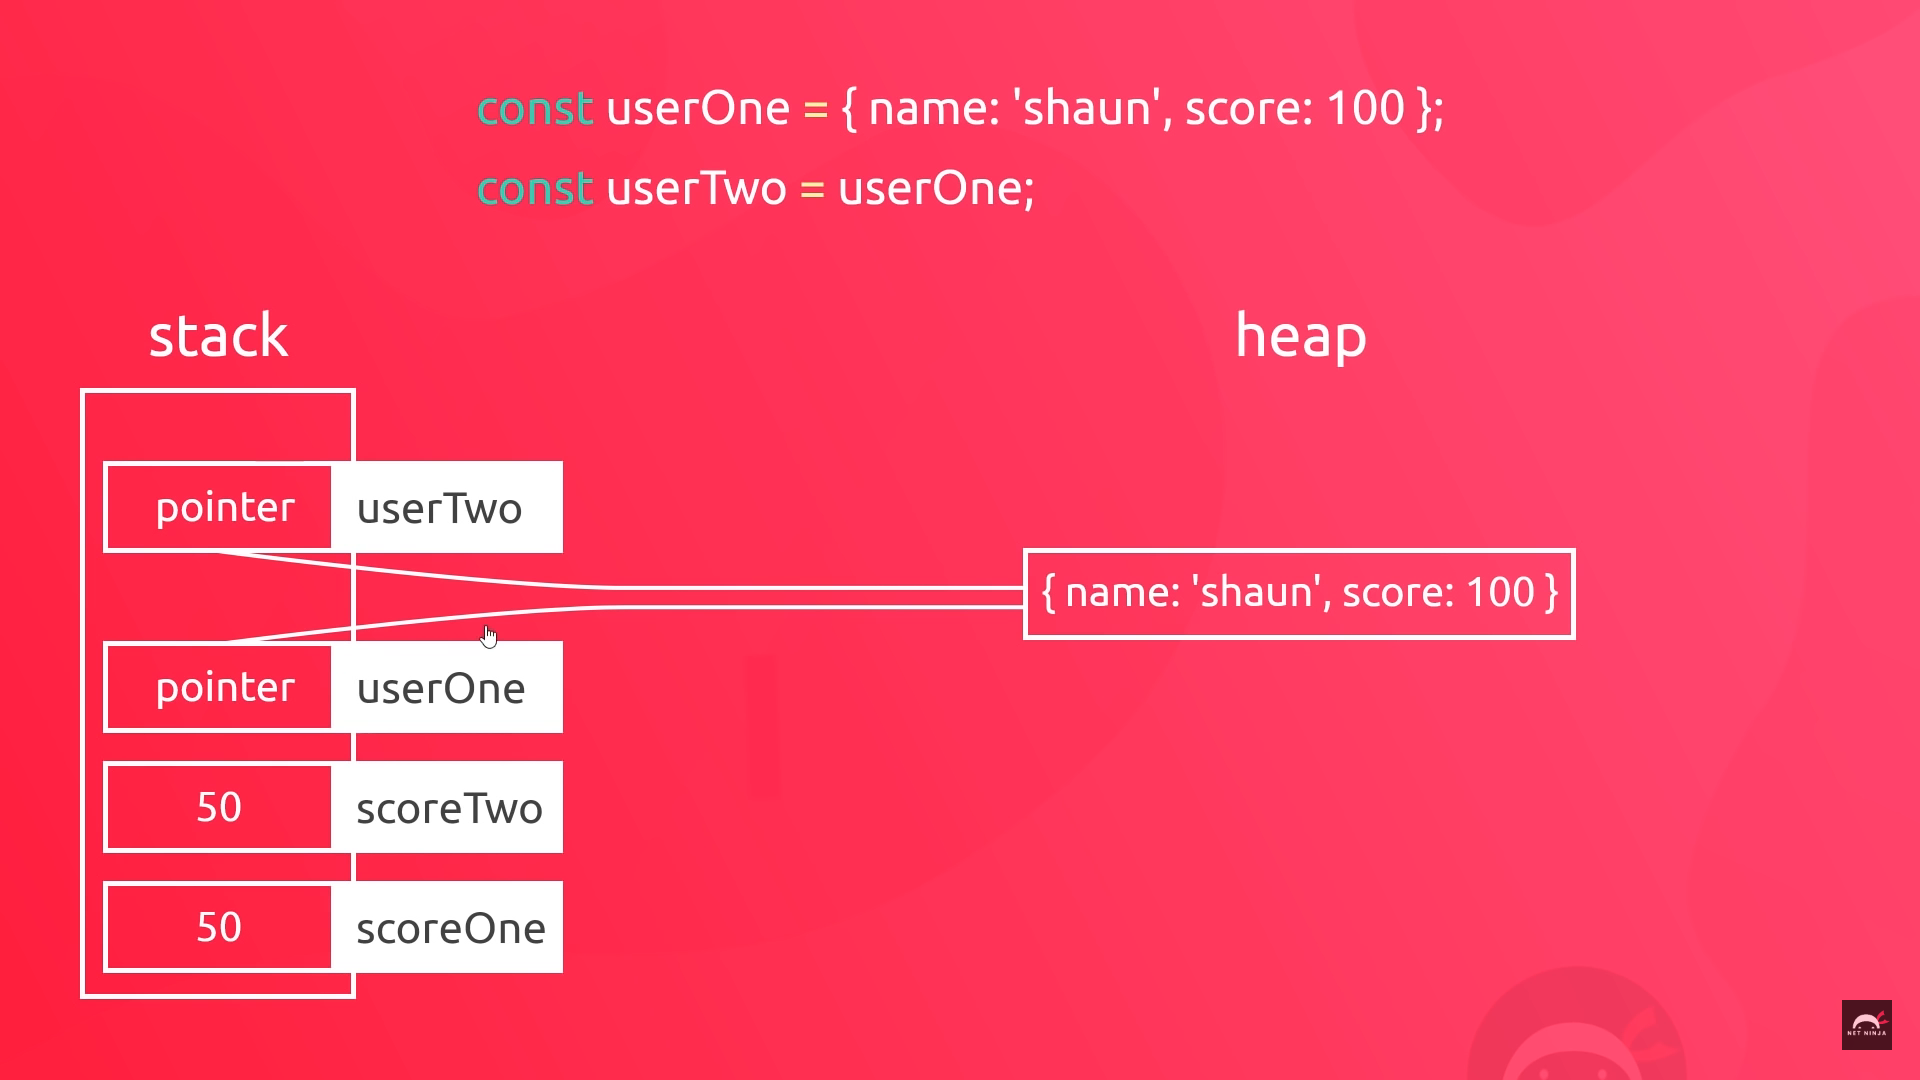 const userOne = { name: 'shaun', score: 100 };
const userTwo = userOne;
stack
heap
pointer userTwo
{ name: 'shaun', score: 100 }
pointer userOne
50 scoreTwo
50 scoreOne
NET NINJA